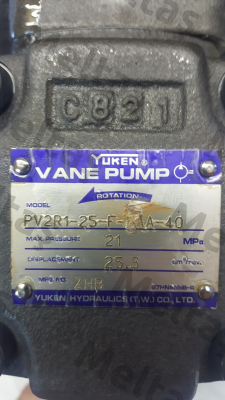 C821
YUKEN
VANE PUMP
ROTATION
MODEL
PV2R1-25-F-RAA-40
MAX. PRESSURE 21 MPa
DISPLACEMENT 25.3 cm³/rev.
MFG. NO. ZHB
YUKEN HYDRAULICS (T.W.) CO., LTD.